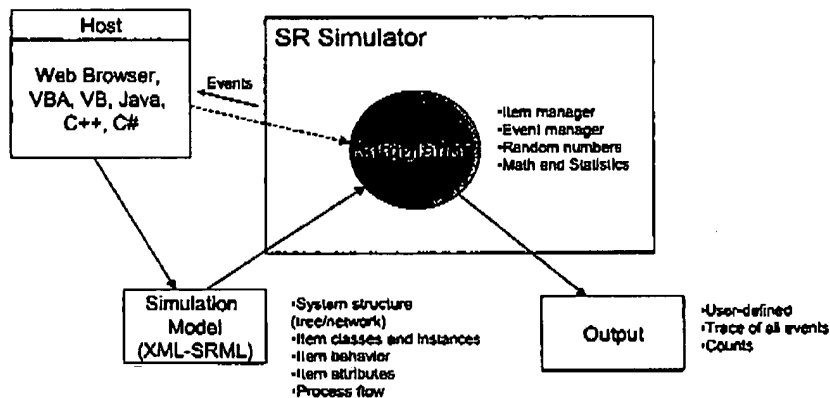 Host
Web Browser,
VBA, VB, Java,
C++, C#
SR Simulator
Events
•Item manager
•Event manager
•Random numbers
•Math and Statistics
Simulation
Model
(XML-SRML)
•System structure
(tree/network)
•Item classes and instances
•Item behavior
•Item attributes
•Process flow
Output
•User-defined
•Trace of all events
•Counts